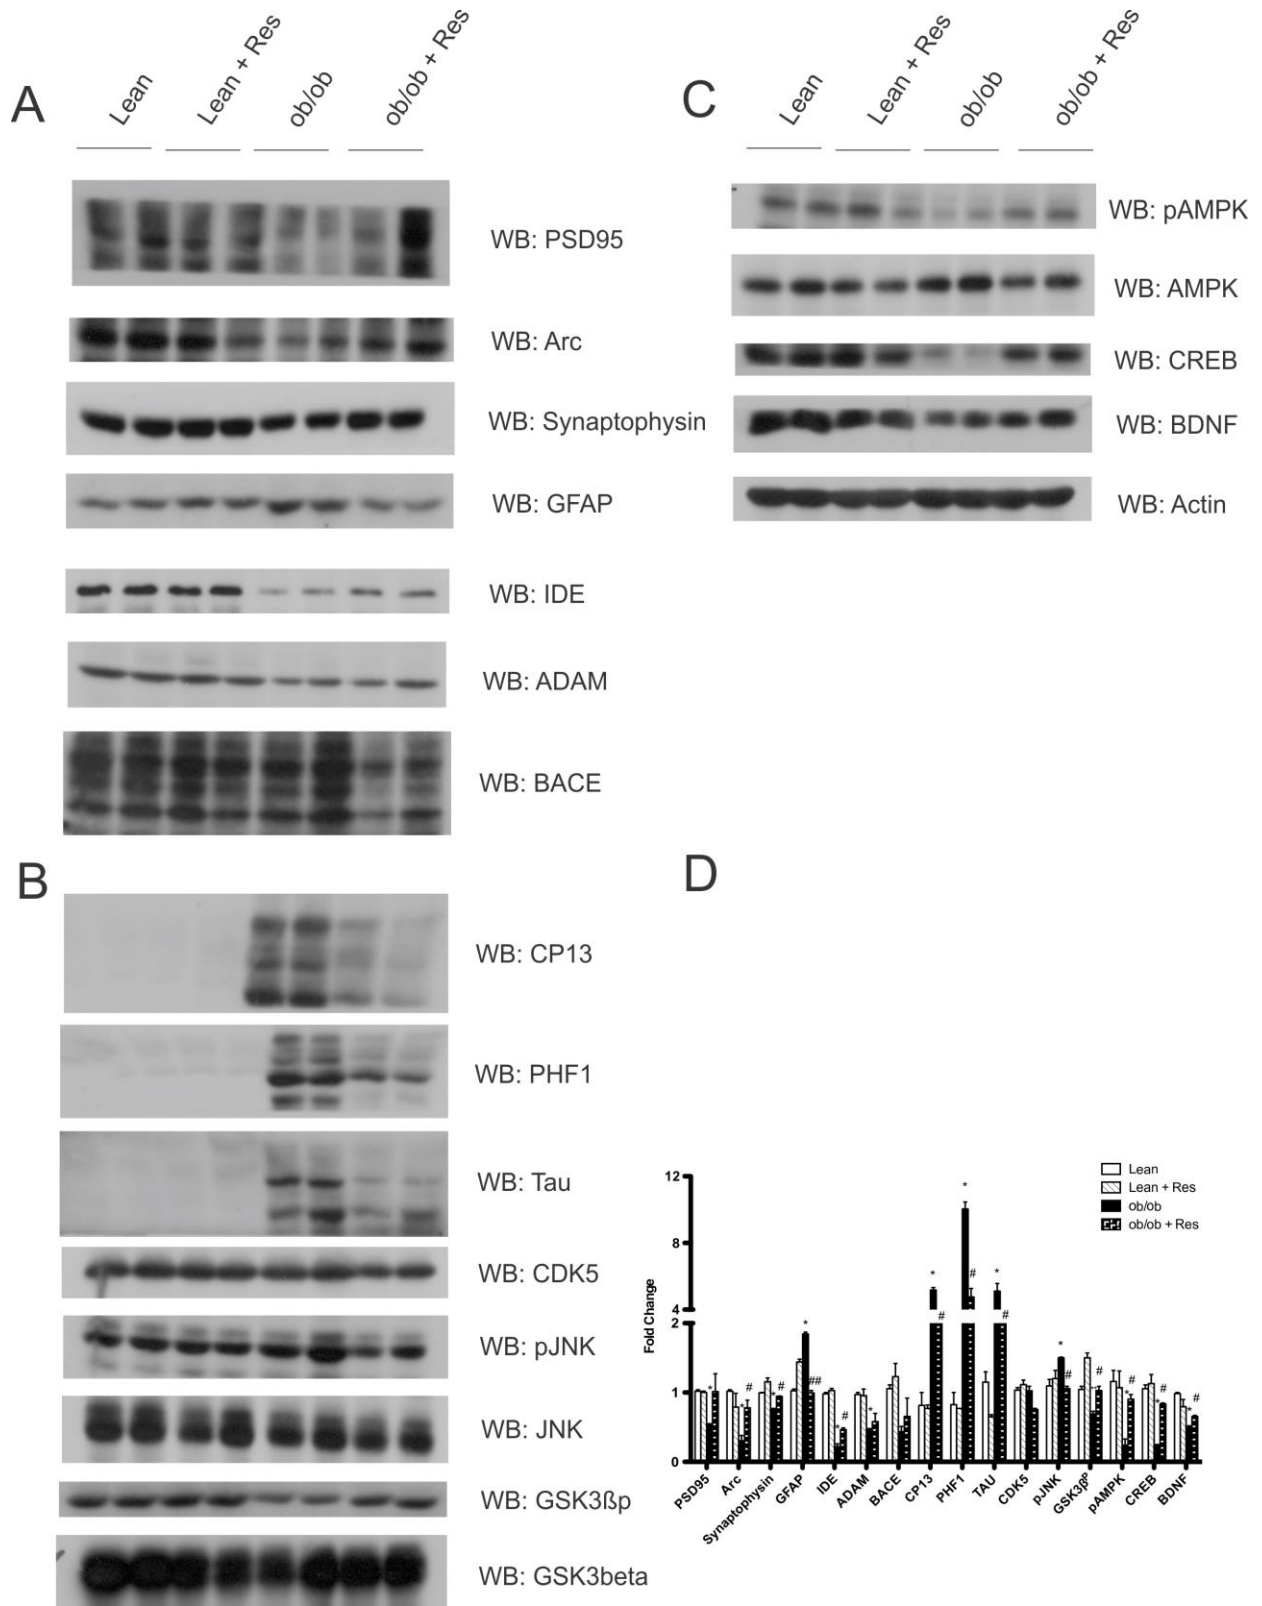 A
Lean
Lean + Res
ob/ob
ob/ob + Res
WB: PSD95
WB: Arc
WB: Synaptophysin
WB: GFAP
WB: IDE
WB: ADAM
WB: BACE
C
Lean
Lean + Res
ob/ob
ob/ob + Res
WB: pAMPK
WB: AMPK
WB: CREB
WB: BDNF
WB: Actin
B
WB: CP13
WB: PHF1
WB: Tau
WB: CDK5
WB: pJNK
WB: JNK
WB: GSK3ßp
WB: GSK3beta
D
Lean
Lean + Res
ob/ob
ob/ob + Res
Fold Change
12
8
4
2
1
0
PSD95
Arc
Synaptophysin
GFAP
IDE
ADAM
BACE
CP13
PHF1
TAU
CDK5
pJNK
GSK3βᵖ
pAMPK
CREB
BDNF